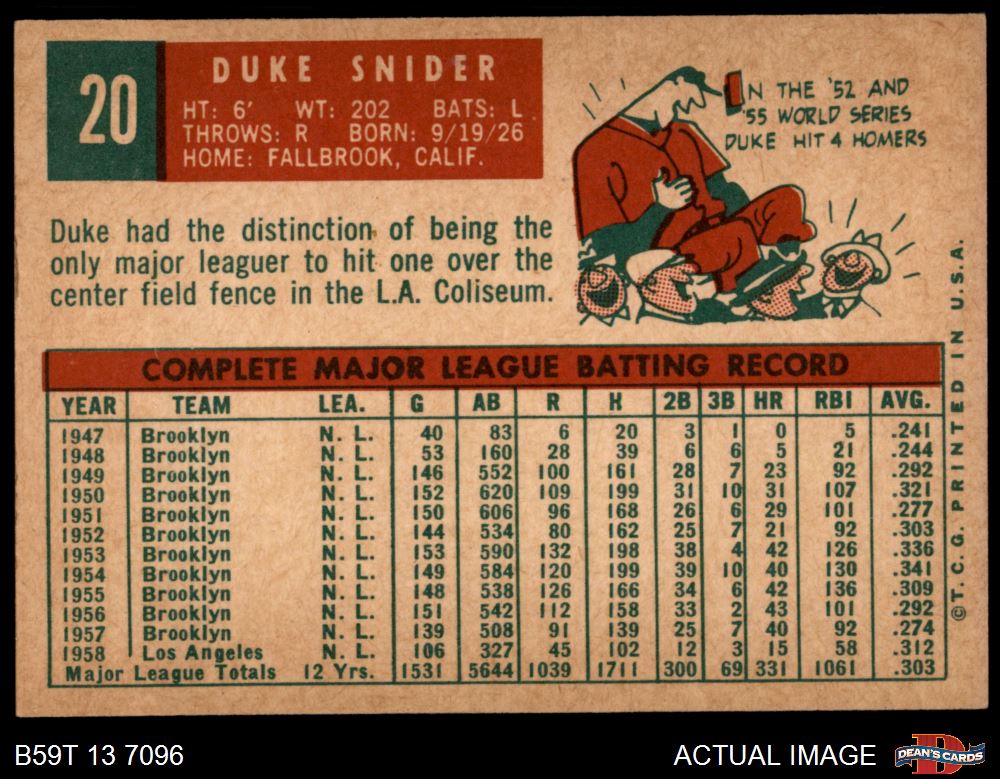 20
DUKE SNIDER
HT: 6' WT: 202 BATS: L
THROWS: R BORN: 9/19/26
HOME: FALLBROOK, CALIF.
IN THE '52 AND
'55 WORLD SERIES
DUKE HIT 4 HOMERS
Duke had the distinction of being the
only major leaguer to hit one over the
center field fence in the L.A. Coliseum.
COMPLETE MAJOR LEAGUE BATTING RECORD
YEAR TEAM LEA. G AB R H 2B 3B HR RBI AVG.
1947 Brooklyn N. L. 40 83 6 20 3 1 0 5 .241
1948 Brooklyn N. L. 53 160 28 39 6 6 5 21 .244
1949 Brooklyn N. L. 146 552 100 161 28 7 23 92 .292
1950 Brooklyn N. L. 152 620 109 199 31 10 31 107 .321
1951 Brooklyn N. L. 150 606 96 168 26 6 29 101 .277
1952 Brooklyn N. L. 144 534 80 162 25 7 21 92 .303
1953 Brooklyn N. L. 153 590 132 198 38 4 42 126 .336
1954 Brooklyn N. L. 149 584 120 199 39 10 40 130 .341
1955 Brooklyn N. L. 148 538 126 166 34 6 42 136 .309
1956 Brooklyn N. L. 151 542 112 158 33 2 43 101 .292
1957 Brooklyn N. L. 139 508 91 139 25 7 40 92 .274
1958 Los Angeles N. L. 106 327 45 102 12 3 15 58 .312
Major League Totals 12 Yrs. 1531 5644 1039 1711 300 69 331 1061 .303
©T. C. G. PRINTED IN U.S.A.
B59T 13 7096
ACTUAL IMAGE
DEAN'S CARDS